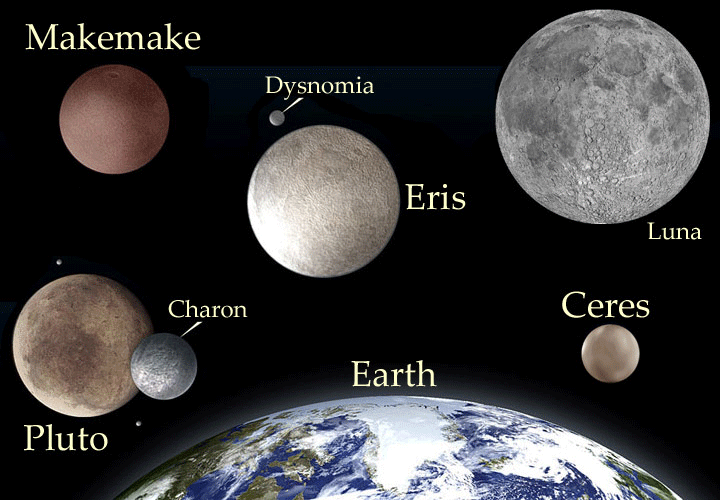 Makemake
Dysnomia
Eris
Luna
Charon
Ceres
Earth
Pluto